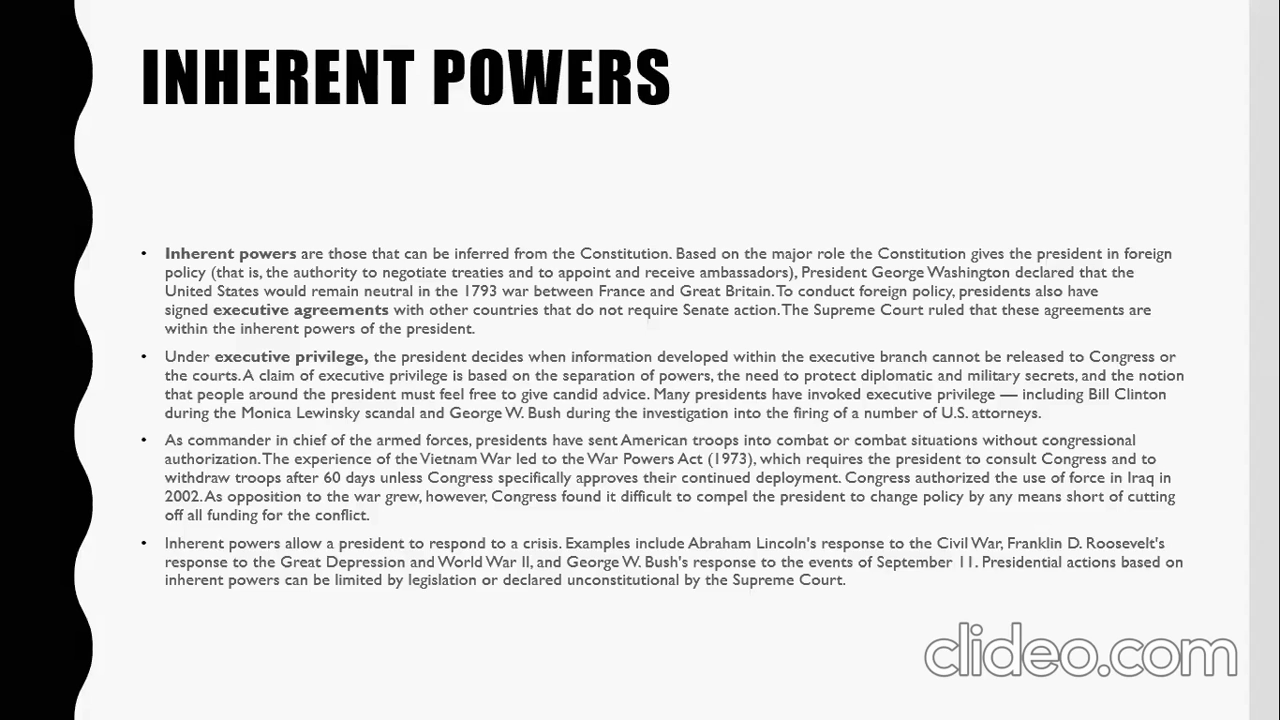 INHERENT POWERS
• Inherent powers are those that can be inferred from the Constitution. Based on the major role the Constitution gives the president in foreign
policy (that is, the authority to negotiate treaties and to appoint and receive ambassadors), President George Washington declared that the
United States would remain neutral in the 1793 war between France and Great Britain. To conduct foreign policy, presidents also have
signed executive agreements with other countries that do not require Senate action. The Supreme Court ruled that these agreements are
within the inherent powers of the president.
• Under executive privilege, the president decides when information developed within the executive branch cannot be released to Congress or
the courts. A claim of executive privilege is based on the separation of powers, the need to protect diplomatic and military secrets, and the notion
that people around the president must feel free to give candid advice. Many presidents have invoked executive privilege — including Bill Clinton
during the Monica Lewinsky scandal and George W. Bush during the investigation into the firing of a number of U.S. attorneys.
• As commander in chief of the armed forces, presidents have sent American troops into combat or combat situations without congressional
authorization. The experience of the Vietnam War led to the War Powers Act (1973), which requires the president to consult Congress and to
withdraw troops after 60 days unless Congress specifically approves their continued deployment. Congress authorized the use of force in Iraq in
2002. As opposition to the war grew, however, Congress found it difficult to compel the president to change policy by any means short of cutting
off all funding for the conflict.
• Inherent powers allow a president to respond to a crisis. Examples include Abraham Lincoln's response to the Civil War, Franklin D. Roosevelt's
response to the Great Depression and World War II, and George W. Bush's response to the events of September 11. Presidential actions based on
inherent powers can be limited by legislation or declared unconstitutional by the Supreme Court.
clideo.com